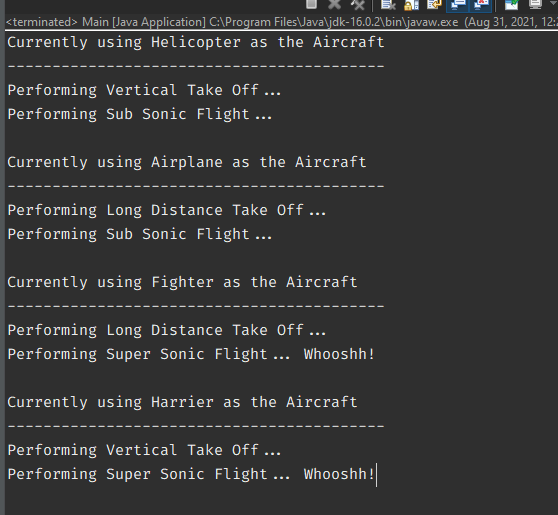 <terminated> Main [Java Application] C:\Program Files\Java\jdk-16.0.2\bin\javaw.exe (Aug 31, 2021, 12:2
Currently using Helicopter as the Aircraft
------------------------------------------
Performing Vertical Take Off...
Performing Sub Sonic Flight...

Currently using Airplane as the Aircraft
------------------------------------------
Performing Long Distance Take Off...
Performing Sub Sonic Flight...

Currently using Fighter as the Aircraft
------------------------------------------
Performing Long Distance Take Off...
Performing Super Sonic Flight... Whooshh!

Currently using Harrier as the Aircraft
------------------------------------------
Performing Vertical Take Off...
Performing Super Sonic Flight... Whooshh!